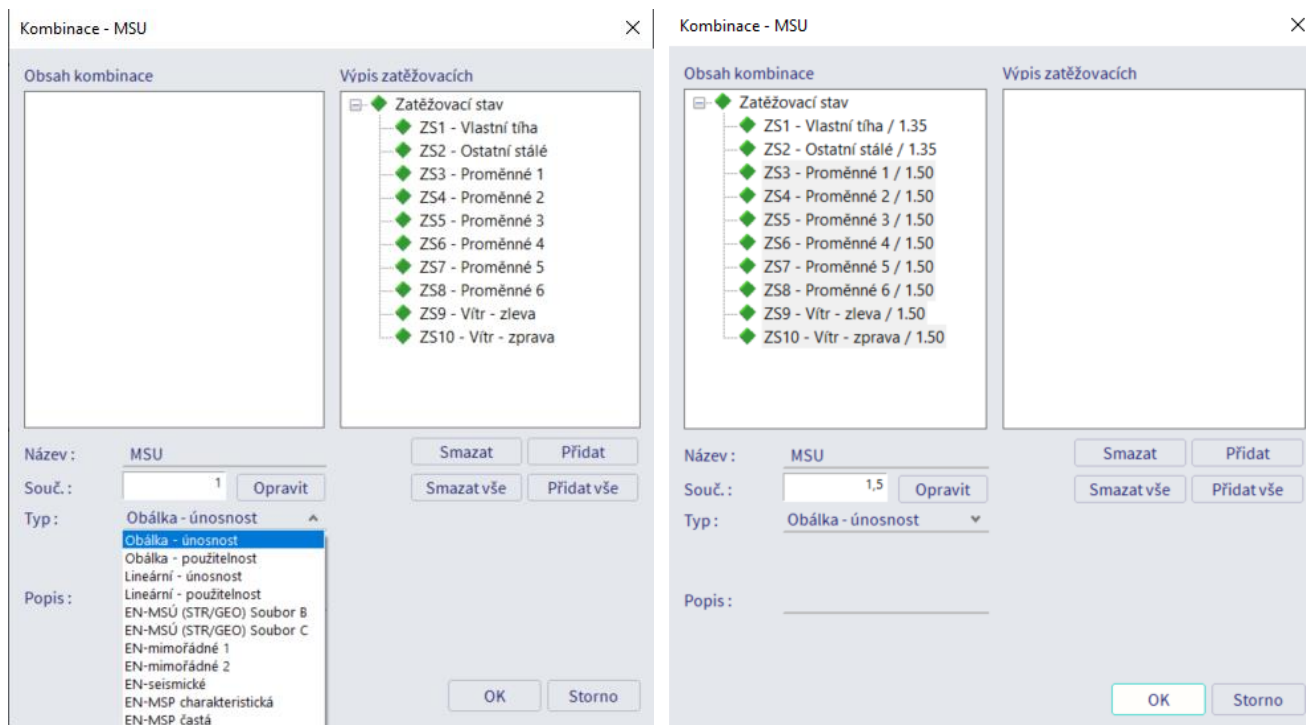 Kombinace - MSU
Obsah kombinace
Výpis zatěžovacích
Zatěžovací stav
ZS1 - Vlastní tíha
ZS2 - Ostatní stálé
ZS3 - Proměnné 1
ZS4 - Proměnné 2
ZS5 - Proměnné 3
ZS6 - Proměnné 4
ZS7 - Proměnné 5
ZS8 - Proměnné 6
ZS9 - Vítr - zleva
ZS10 - Vítr - zprava
Název : MSU
Smazat Přidat
Souč. : 1 Opravit
Smazat vše Přidat vše
Typ : Obálka - únosnost
Obálka - únosnost
Obálka - použitelnost
Lineární - únosnost
Lineární - použitelnost
EN-MSÚ (STR/GEO) Soubor B
EN-MSÚ (STR/GEO) Soubor C
EN-mimořádné 1
EN-mimořádné 2
EN-seismické
EN-MSP charakteristická
EN-MSP častá
Popis :
OK Storno
Kombinace - MSU
Obsah kombinace
Výpis zatěžovacích
Zatěžovací stav
ZS1 - Vlastní tíha / 1.35
ZS2 - Ostatní stálé / 1.35
ZS3 - Proměnné 1 / 1.50
ZS4 - Proměnné 2 / 1.50
ZS5 - Proměnné 3 / 1.50
ZS6 - Proměnné 4 / 1.50
ZS7 - Proměnné 5 / 1.50
ZS8 - Proměnné 6 / 1.50
ZS9 - Vítr - zleva / 1.50
ZS10 - Vítr - zprava / 1.50
Název : MSU
Smazat Přidat
Souč. : 1,5 Opravit
Smazat vše Přidat vše
Typ : Obálka - únosnost
Popis :
OK Storno